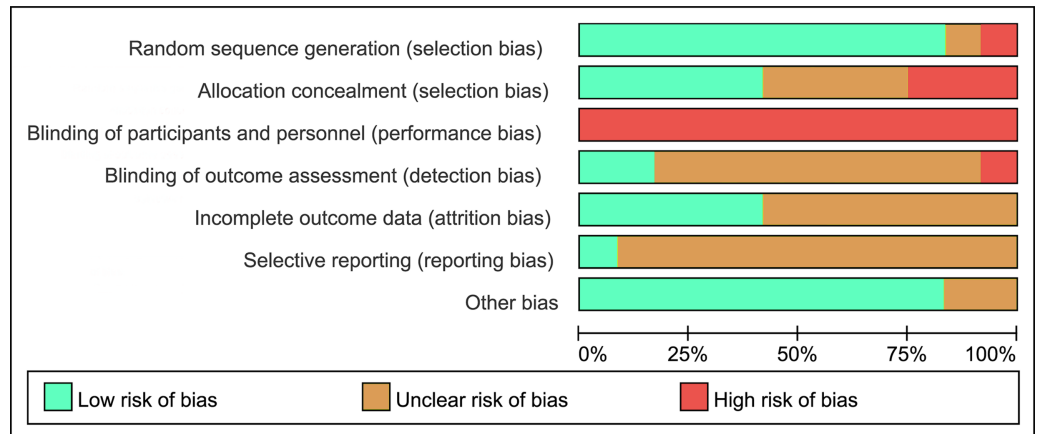 Random sequence generation (selection bias)
Allocation concealment (selection bias)
Blinding of participants and personnel (performance bias)
Blinding of outcome assessment (detection bias)
Incomplete outcome data (attrition bias)
Selective reporting (reporting bias)
Other bias
0% 25% 50% 75% 100%
Low risk of bias Unclear risk of bias High risk of bias